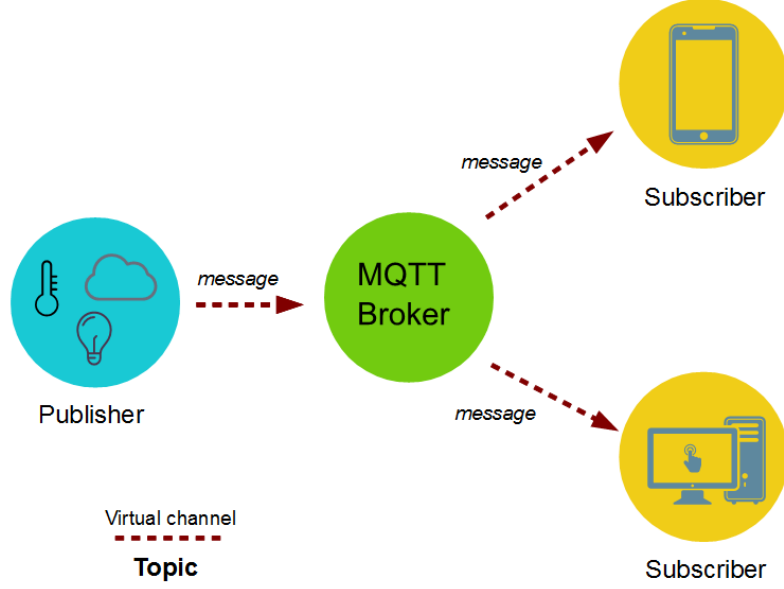 message
Subscriber
message
MQTT
Broker
Publisher
message
Virtual channel
Topic
Subscriber